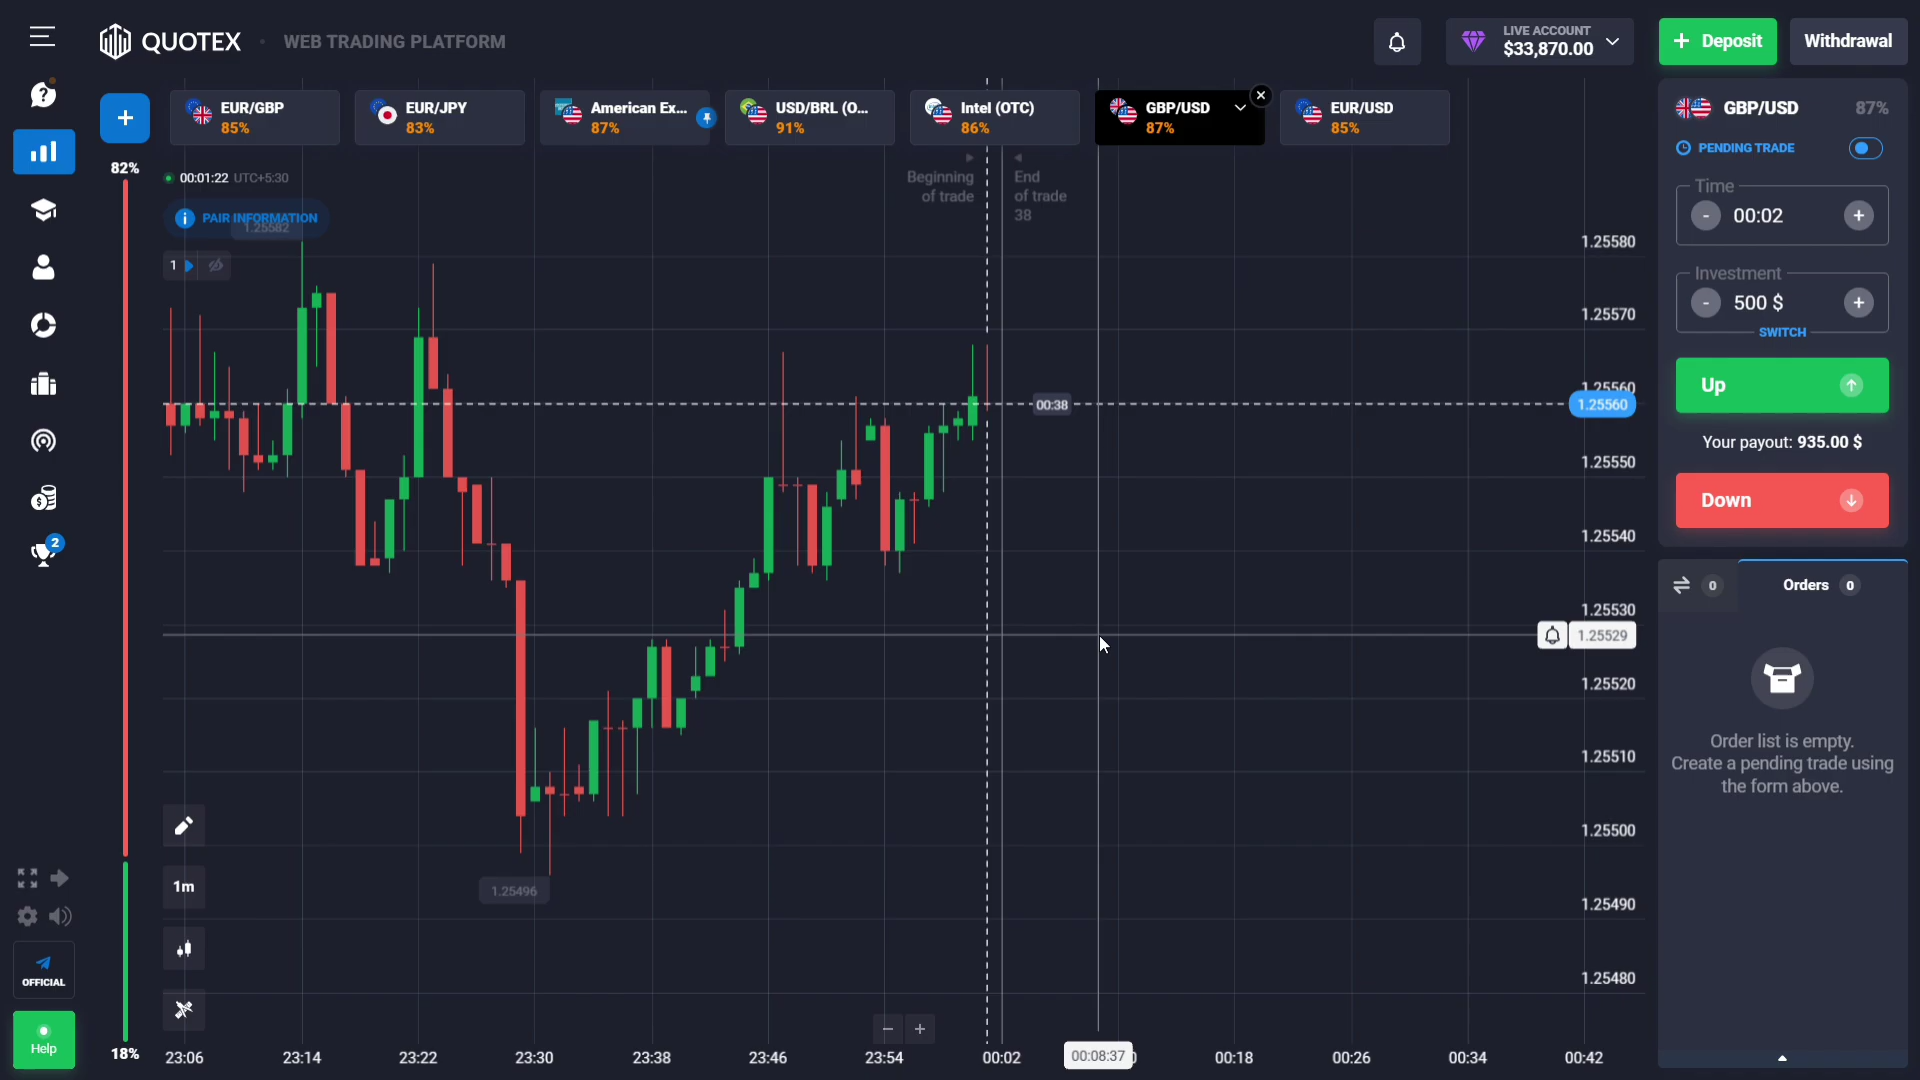 QUOTEX
WEB TRADING PLATFORM
LIVE ACCOUNT
$33,870.00
+ Deposit
Withdrawal
EUR/GBP
85%
EUR/JPY
83%
American Ex...
87%
USD/BRL (O...
91%
Intel (OTC)
86%
GBP/USD
87%
EUR/USD
85%
82%
00:01:22 UTC+5:30
PAIR INFORMATION
1.25582
1
Beginning
of trade
End
of trade
38
00:38
1.25580
1.25570
1.25560
1.25560
1.25550
1.25540
1.25530
1.25529
1.25520
1.25510
1.25500
1.25490
1.25480
1.25496
1m
23:06
23:14
23:22
23:30
23:38
23:46
23:54
00:02
00:08:37
00:18
00:26
00:34
00:42
18%
2
OFFICIAL
Help
GBP/USD
87%
PENDING TRADE
Time
- 00:02 +
Investment
- 500 $ +
SWITCH
Up
Your payout: 935.00 $
Down
0
Orders 0
Order list is empty.
Create a pending trade using
the form above.